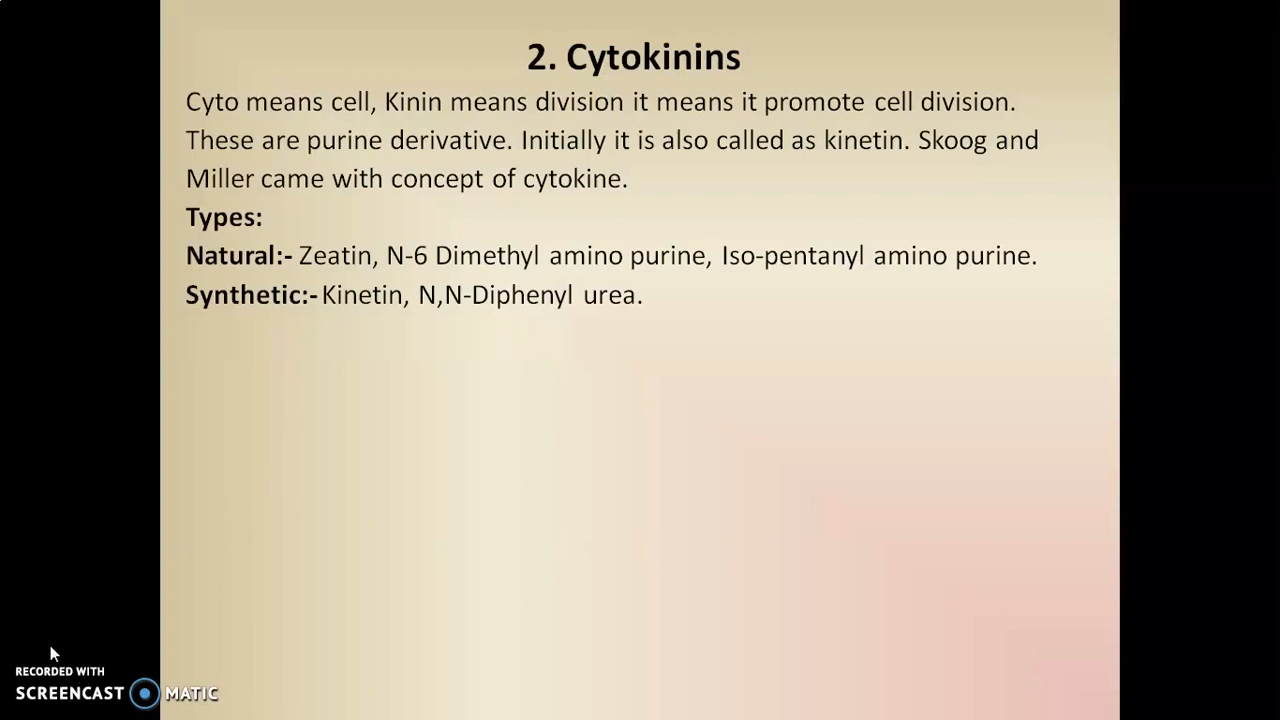 2. Cytokinins
Cyto means cell, Kinin means division it means it promote cell division.
These are purine derivative. Initially it is also called as kinetin. Skoog and
Miller came with concept of cytokine.
Types:
Natural:- Zeatin, N-6 Dimethyl amino purine, Iso-pentanyl amino purine.
Synthetic:- Kinetin, N,N-Diphenyl urea.
RECORDED WITH
SCREENCAST MATIC